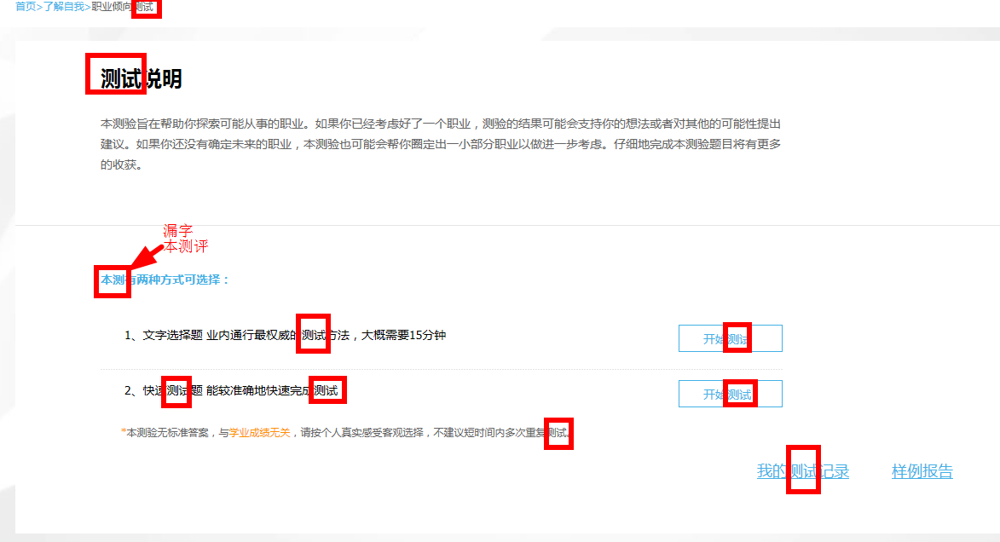 首页>了解自我>职业倾向测试
测试说明
本测验旨在帮助你探索可能从事的职业。如果你已经考虑好了一个职业，测验的结果可能会支持你的想法或者对其他的可能性提出
建议。如果你还没有确定未来的职业，本测验也可能会帮你圈定出一小部分职业以做进一步考虑。仔细地完成本测验题目将有更多
的收获。
漏字
本测评
本测有两种方式可选择：
1、文字选择题 业内通行最权威的测试方法，大概需要15分钟
开始测试
2、快速测试题 能较准确地快速完成测试
开始测试
*本测验无标准答案，与学业成绩无关，请按个人真实感受客观选择，不建议短时间内多次重复测试。
我的测试记录 样例报告